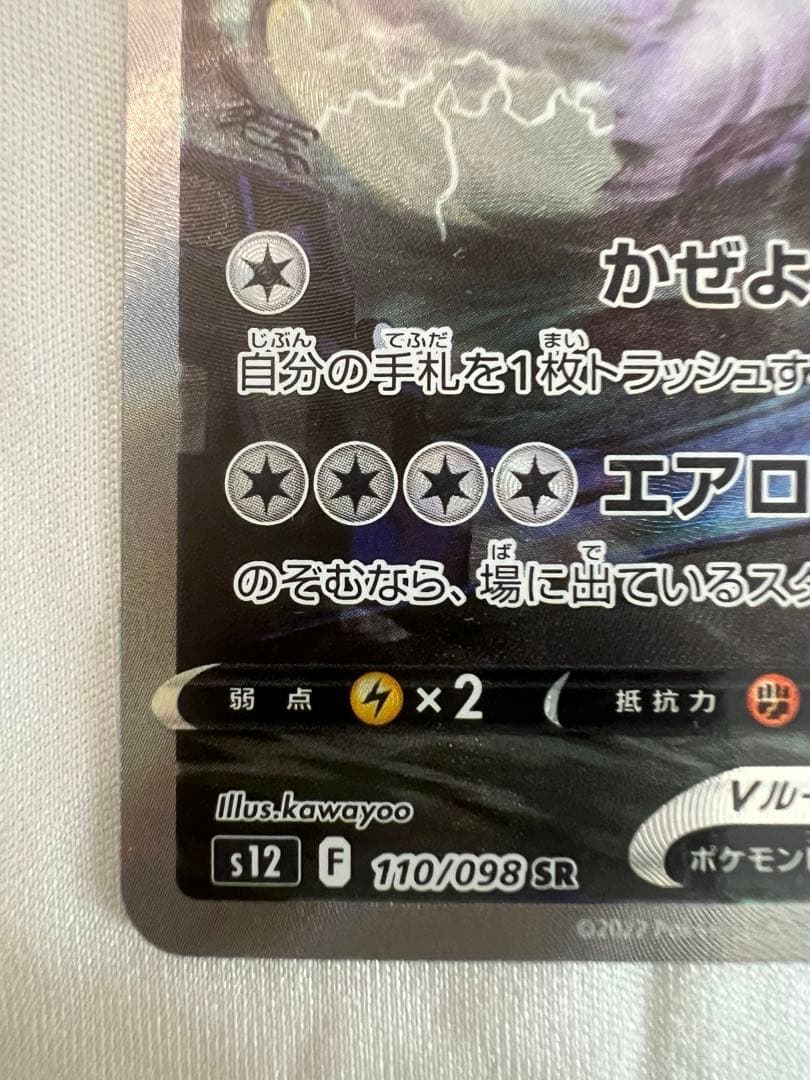 かぜよ
じぶん てふだ まい
自分の手札を1枚トラッシュす
エアロ
ば で
のぞむなら、場に出ているスタ
弱点 ×2 抵抗力
Illus.kawayoo
Vルー
s12 F 110/098 SR
ポケモン
©2022